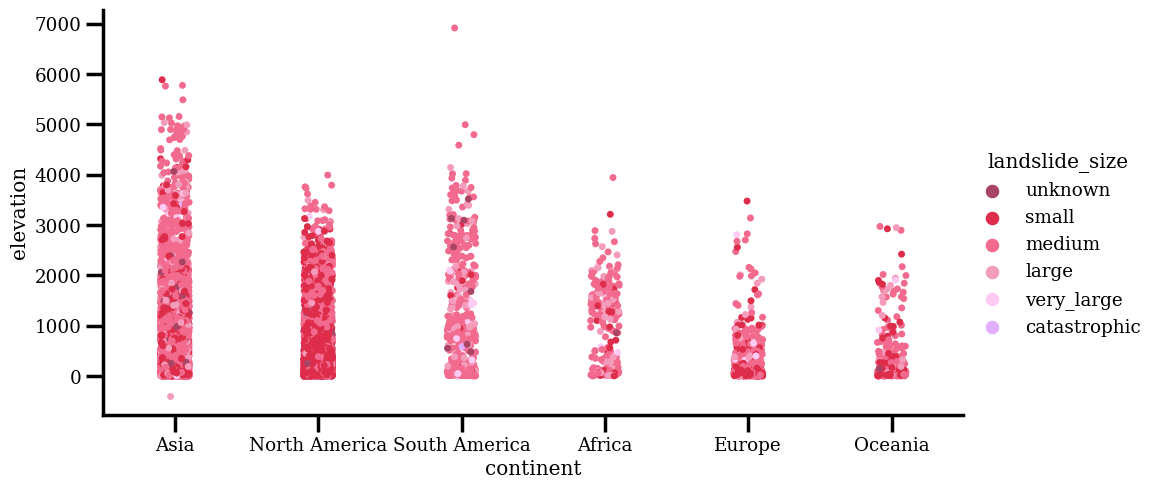 7000
6000
5000
4000
3000
2000
1000
0
elevation
Asia
North America
South America
Africa
Europe
Oceania
continent
landslide_size
unknown
small
medium
large
very_large
catastrophic